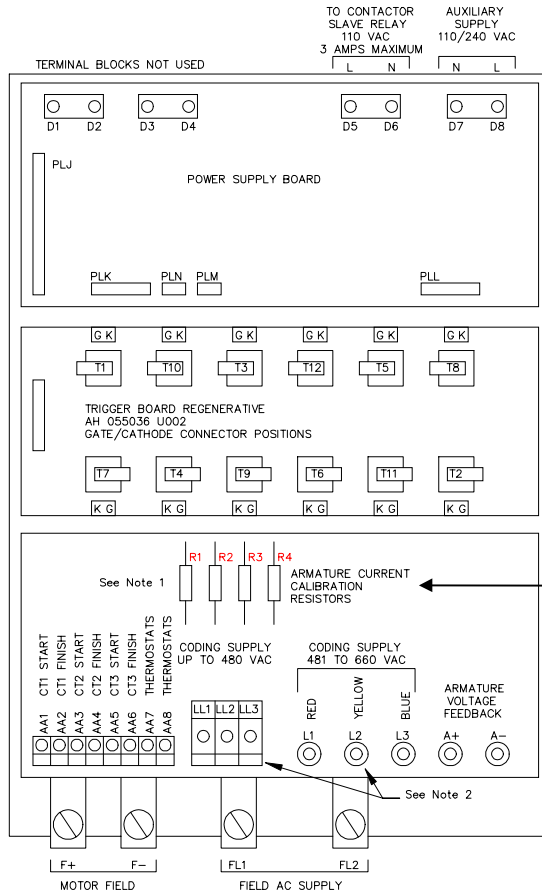 TO CONTACTOR
SLAVE RELAY
110 VAC
3 AMPS MAXIMUM
L N
AUXILIARY
SUPPLY
110/240 VAC
N L
TERMINAL BLOCKS NOT USED
D1 D2 D3 D4 D5 D6 D7 D8
PLJ
POWER SUPPLY BOARD
PLK PLN PLM PLL
G K G K G K G K G K G K
T1 T10 T3 T12 T5 T8
TRIGGER BOARD REGENERATIVE
AH 055036 U002
GATE/CATHODE CONNECTOR POSITIONS
T7 T4 T9 T6 T11 T2
K G K G K G K G K G K G
R1 R2 R3 R4
See Note 1
ARMATURE CURRENT
CALIBRATION
RESISTORS
AA1 CT1 START
AA2 CT1 FINISH
AA3 CT2 START
AA4 CT2 FINISH
AA5 CT3 START
AA6 CT3 FINISH
AA7 THERMOSTATS
AA8 THERMOSTATS
CODING SUPPLY
UP TO 480 VAC
LL1 LL2 LL3
CODING SUPPLY
481 TO 660 VAC
RED YELLOW BLUE
L1 L2 L3
ARMATURE
VOLTAGE
FEEDBACK
A+ A-
See Note 2
F+ F-
MOTOR FIELD
FL1 FL2
FIELD AC SUPPLY